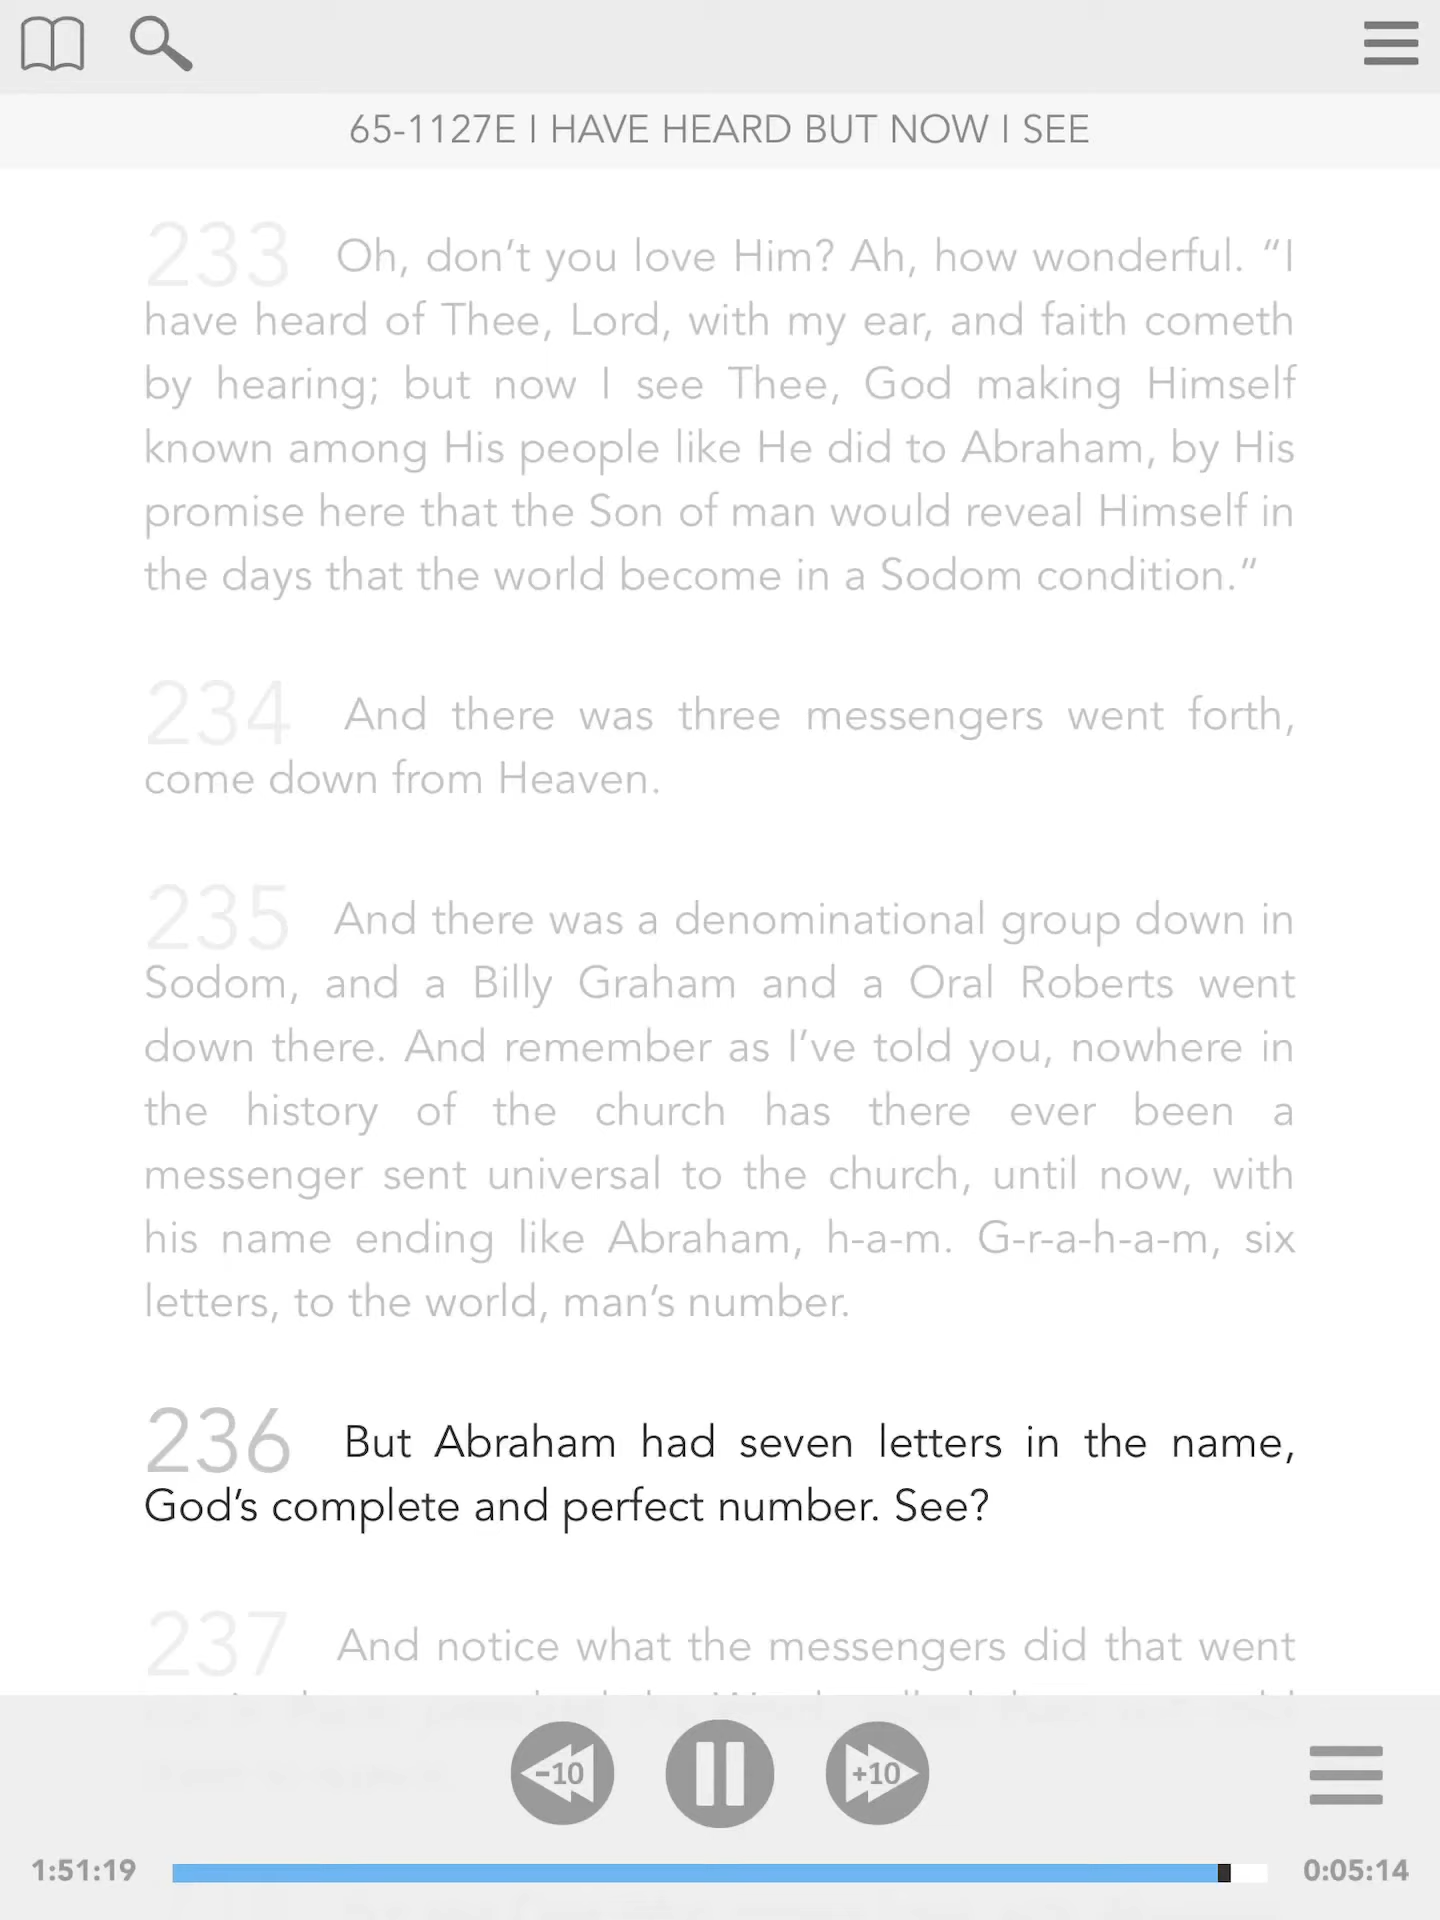 65-1127E I HAVE HEARD BUT NOW I SEE
233 Oh, don’t you love Him? Ah, how wonderful. “I
have heard of Thee, Lord, with my ear, and faith cometh
by hearing; but now I see Thee, God making Himself
known among His people like He did to Abraham, by His
promise here that the Son of man would reveal Himself in
the days that the world become in a Sodom condition.”
234 And there was three messengers went forth,
come down from Heaven.
235 And there was a denominational group down in
Sodom, and a Billy Graham and a Oral Roberts went
down there. And remember as I’ve told you, nowhere in
the history of the church has there ever been a
messenger sent universal to the church, until now, with
his name ending like Abraham, h-a-m. G-r-a-h-a-m, six
letters, to the world, man’s number.
236 But Abraham had seven letters in the name,
God’s complete and perfect number. See?
237 And notice what the messengers did that went
-10 +10
1:51:19 0:05:14